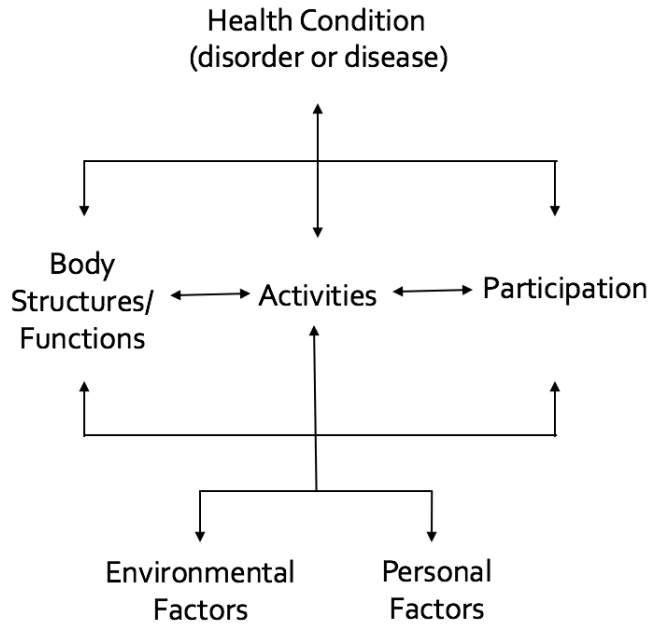 Health Condition
(disorder or disease)
Body
Structures/
Functions
Activities
Participation
Environmental
Factors
Personal
Factors